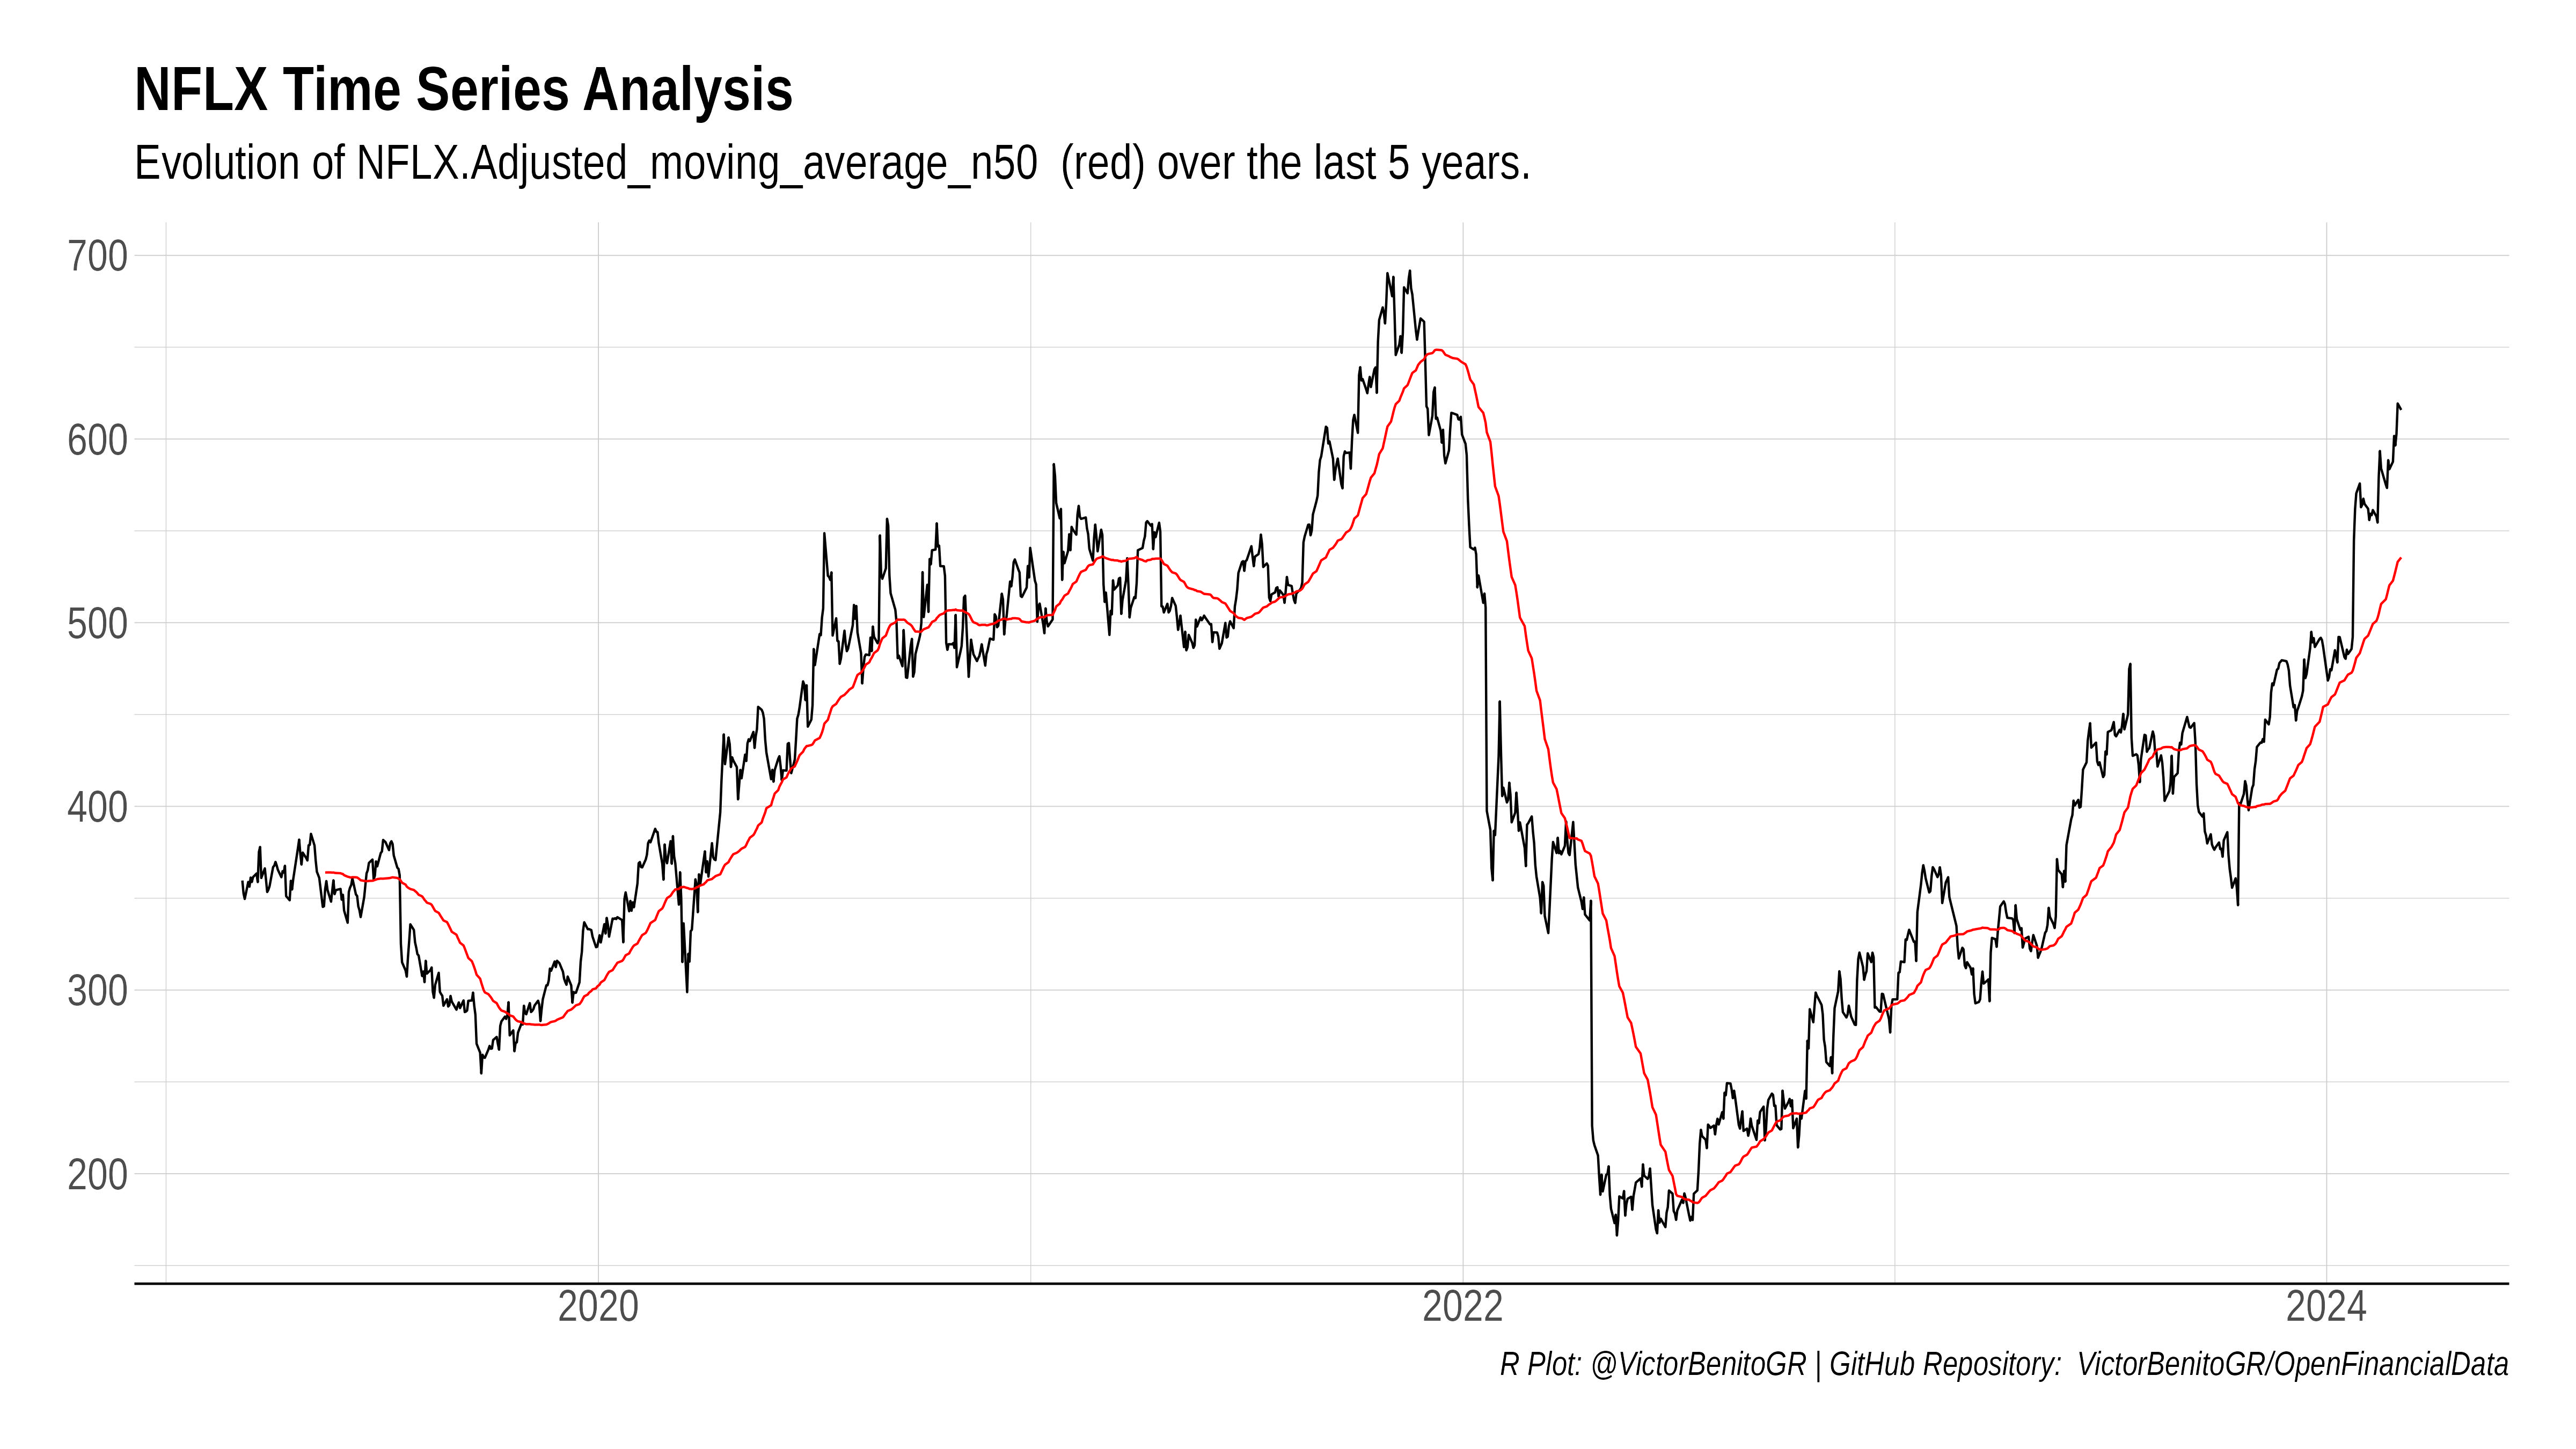 NFLX Time Series Analysis
Evolution of NFLX.Adjusted_moving_average_n50  (red) over the last 5 years.
700
600
500
400
300
200
2020 2022 2024
R Plot: @VictorBenitoGR | GitHub Repository:  VictorBenitoGR/OpenFinancialData